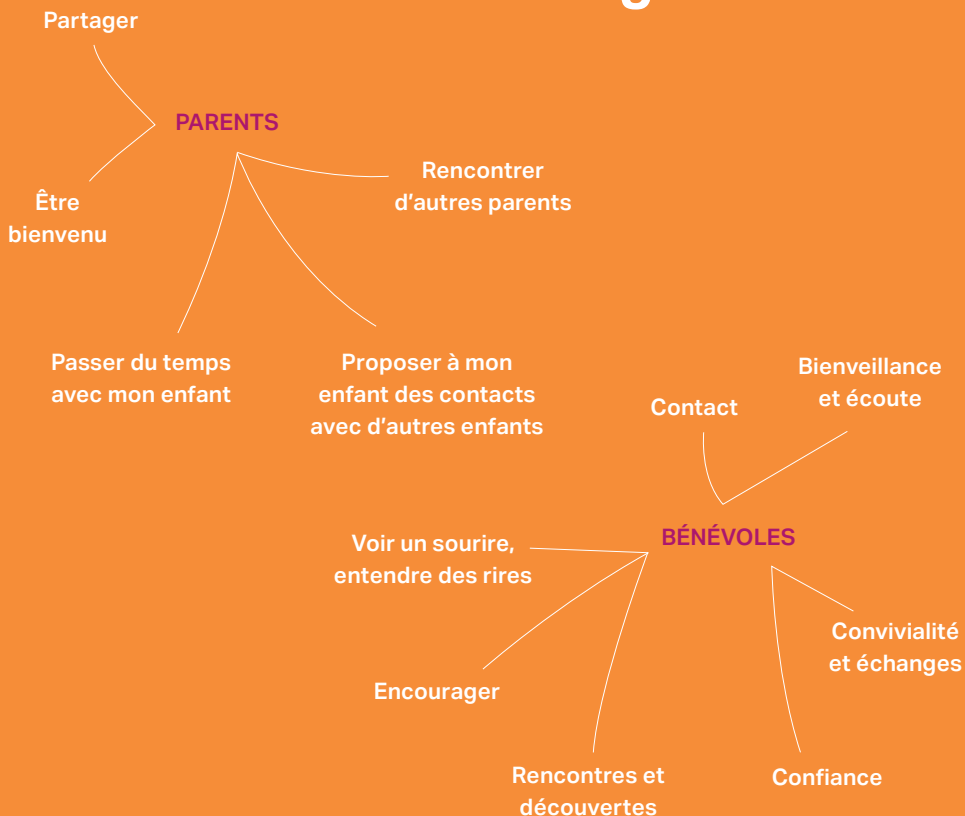 Partager
PARENTS
Rencontrer
d'autres parents
Être
bienvenu
Passer du temps
avec mon enfant
Proposer à mon
enfant des contacts
avec d'autres enfants
Bienveillance
et écoute
Contact
BÉNÉVOLES
Voir un sourire,
entendre des rires
Convivialité
et échanges
Encourager
Rencontres et
découvertes
Confiance